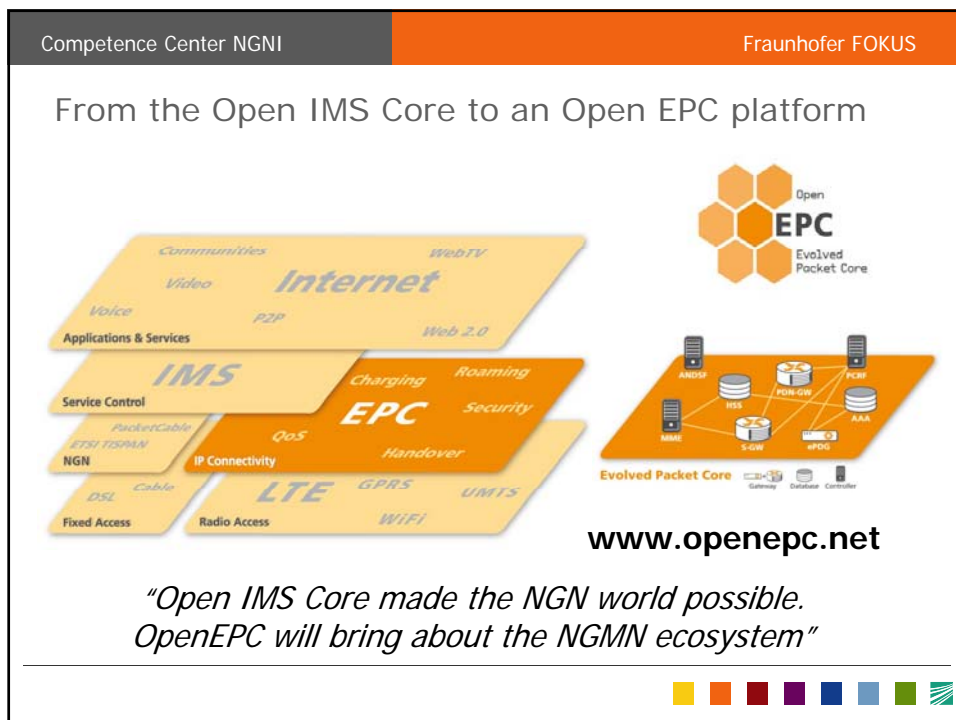 Competence Center NGNI
Fraunhofer FOKUS
From the Open IMS Core to an Open EPC platform
Open
EPC
Evolved
Packet Core
Communities
WebTV
Video
Internet
Voice
P2P
Web 2.0
Applications & Services
IMS
Service Control
Charging
Roaming
EPC
Security
QoS
Handover
IP Connectivity
PacketCable
ETSI TISPAN
NGN
DSL
Cable
Fixed Access
LTE
GPRS
UMTS
WiFi
Radio Access
ANDSF
PDN-GW
PCRF
HSS
AAA
MME
S-GW
ePDG
Evolved Packet Core
Gateway
Database
Controller
www.openepc.net
“Open IMS Core made the NGN world possible.
OpenEPC will bring about the NGMN ecosystem”